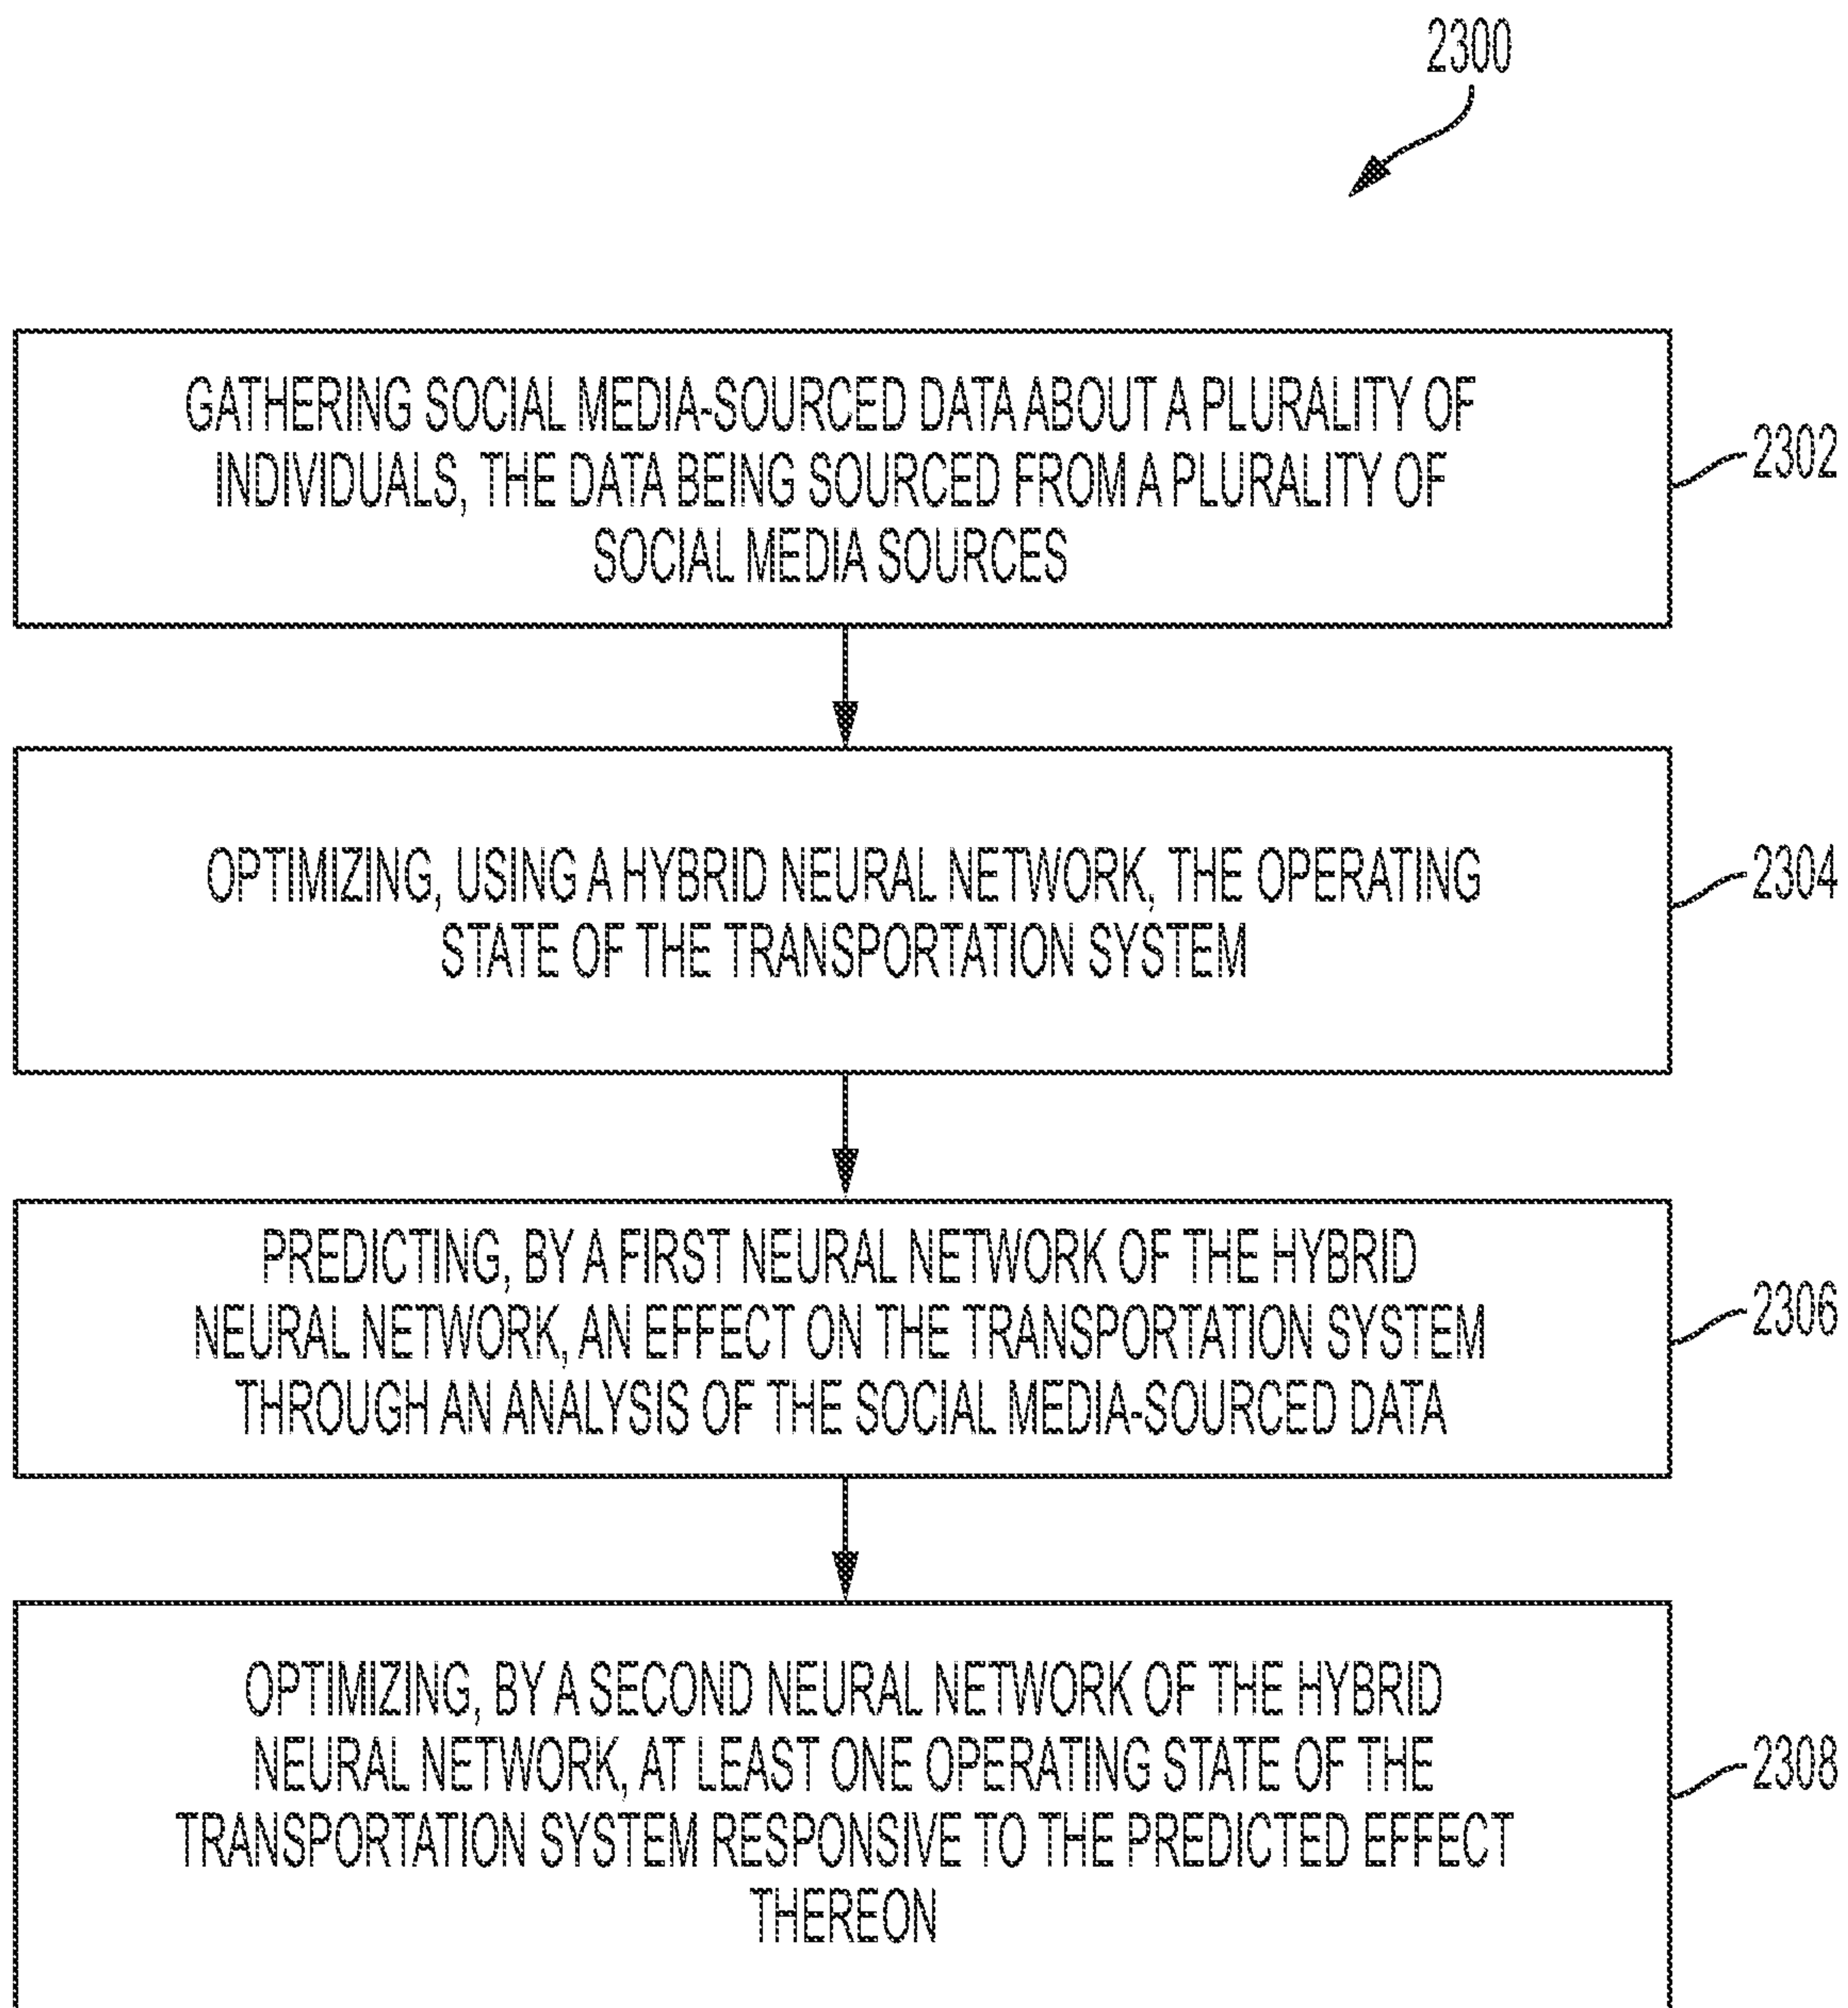 2300
GATHERING SOCIAL MEDIA-SOURCED DATA ABOUT A PLURALITY OF
INDIVIDUALS, THE DATA BEING SOURCED FROM A PLURALITY OF
SOCIAL MEDIA SOURCES
2302
OPTIMIZING, USING A HYBRID NEURAL NETWORK, THE OPERATING
STATE OF THE TRANSPORTATION SYSTEM
2304
PREDICTING, BY A FIRST NEURAL NETWORK OF THE HYBRID
NEURAL NETWORK, AN EFFECT ON THE TRANSPORTATION SYSTEM
THROUGH AN ANALYSIS OF THE SOCIAL MEDIA-SOURCED DATA
2306
OPTIMIZING, BY A SECOND NEURAL NETWORK OF THE HYBRID
NEURAL NETWORK, AT LEAST ONE OPERATING STATE OF THE
TRANSPORTATION SYSTEM RESPONSIVE TO THE PREDICTED EFFECT
THEREON
2308